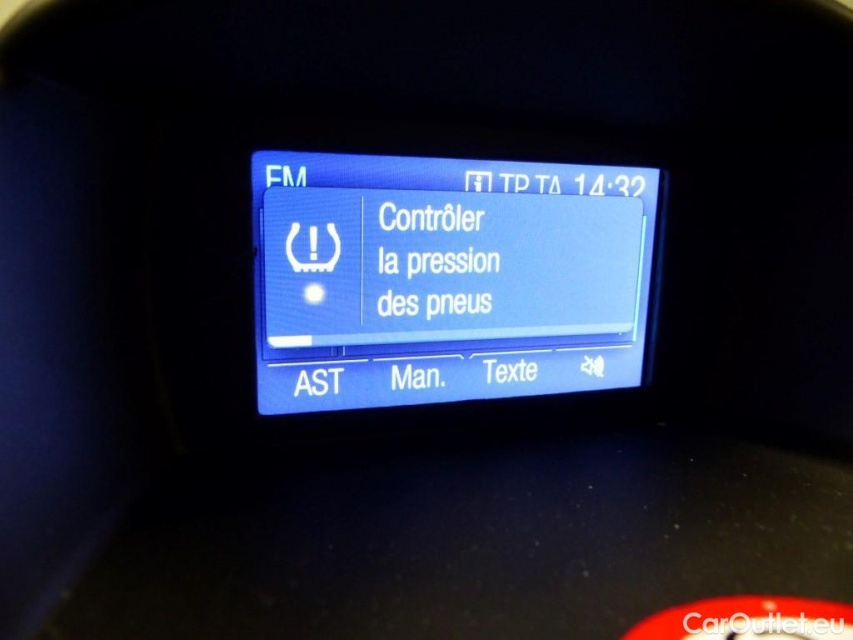 FM TP TA 14:32
Contrôler
la pression
des pneus
AST Man. Texte
CarOutlet.eu